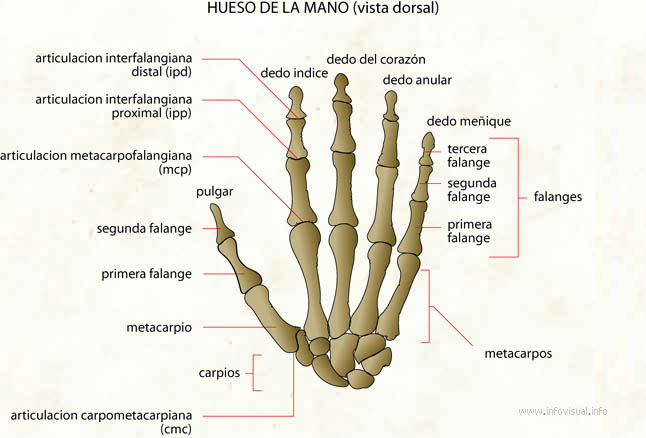 HUESO DE LA MANO (vista dorsal)
articulacion interfalangiana
distal (ipd)
articulacion interfalangiana
proximal (ipp)
articulacion metacarpofalangiana
(mcp)
pulgar
segunda falange
primera falange
metacarpio
carpios
articulacion carpometacarpiana
(cmc)
dedo indice
dedo del corazón
dedo anular
dedo meñique
tercera
falange
segunda
falange
primera
falange
falanges
metacarpos
www.infovisual.info